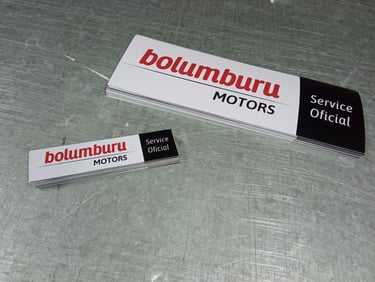 bolumburu
MOTORS
Service
Oficial
bolumburu
MOTORS
Service
Oficial